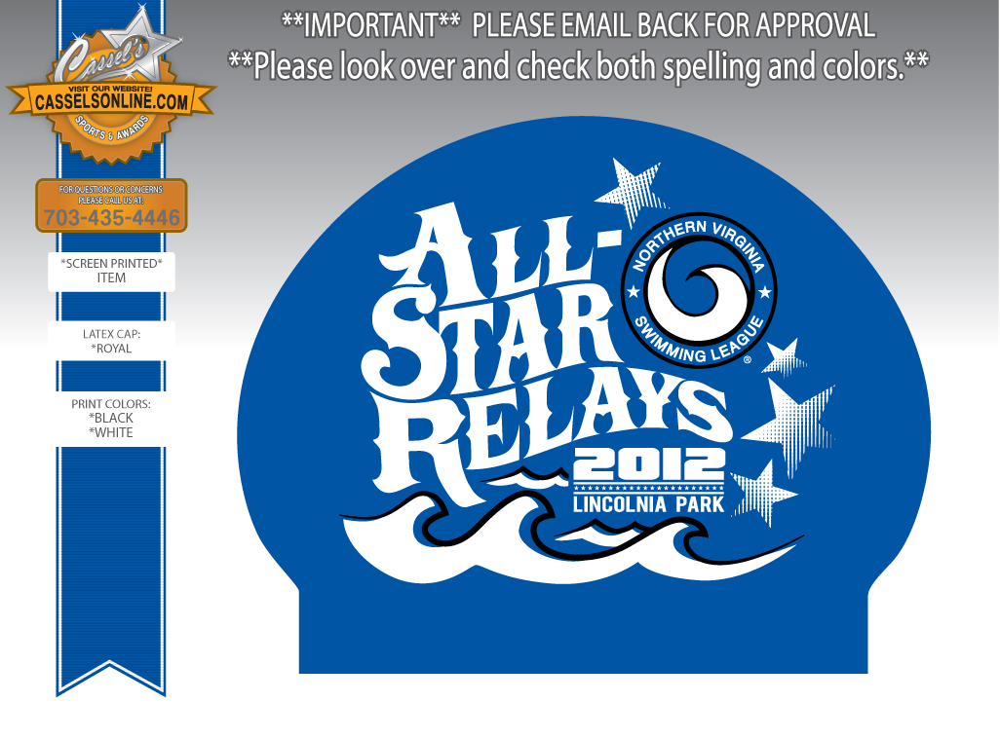 **IMPORTANT** PLEASE EMAIL BACK FOR APPROVAL
**Please look over and check both spelling and colors.**
Cassel's
VISIT OUR WEBSITE!
CASSELSONLINE.COM
SPORTS & AWARDS
FOR QUESTIONS OR CONCERNS
PLEASE CALL US AT:
703-435-4446
*SCREEN PRINTED*
ITEM
LATEX CAP:
*ROYAL
PRINT COLORS:
*BLACK
*WHITE
ALL-
STAR
RELAYS
2012
LINCOLNIA PARK
NORTHERN VIRGINIA
SWIMMING LEAGUE
®